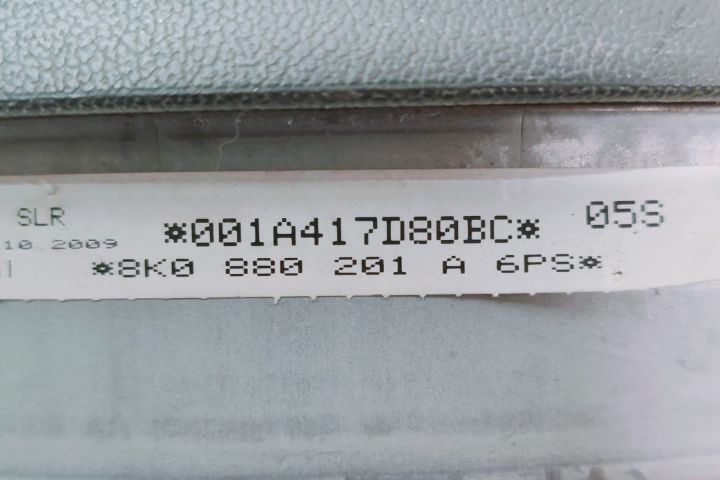 SLR
*001A417D80BC* 05S
10.2009
*8K0 880 201 A 6PS*